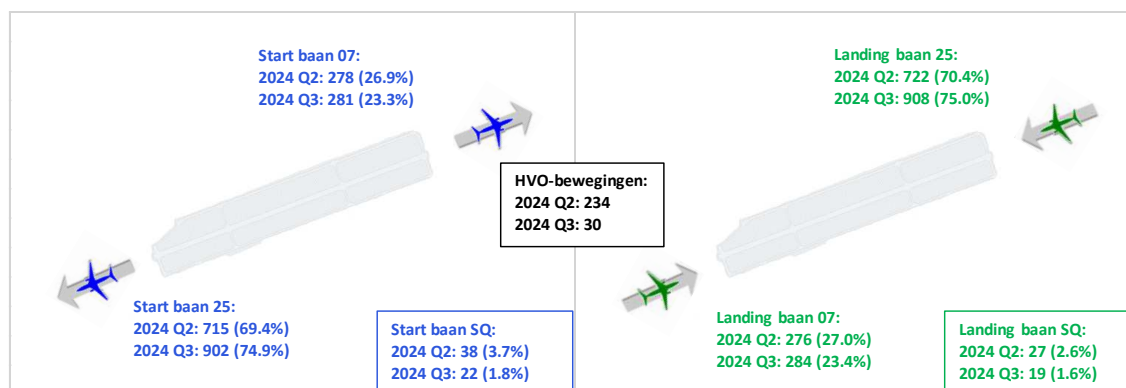 Start baan 07:
2024 Q2: 278 (26.9%)
2024 Q3: 281 (23.3%)
Landing baan 25:
2024 Q2: 722 (70.4%)
2024 Q3: 908 (75.0%)
HVO-bewegingen:
2024 Q2: 234
2024 Q3: 30
Start baan 25:
2024 Q2: 715 (69.4%)
2024 Q3: 902 (74.9%)
Start baan SQ:
2024 Q2: 38 (3.7%)
2024 Q3: 22 (1.8%)
Landing baan 07:
2024 Q2: 276 (27.0%)
2024 Q3: 284 (23.4%)
Landing baan SQ:
2024 Q2: 27 (2.6%)
2024 Q3: 19 (1.6%)